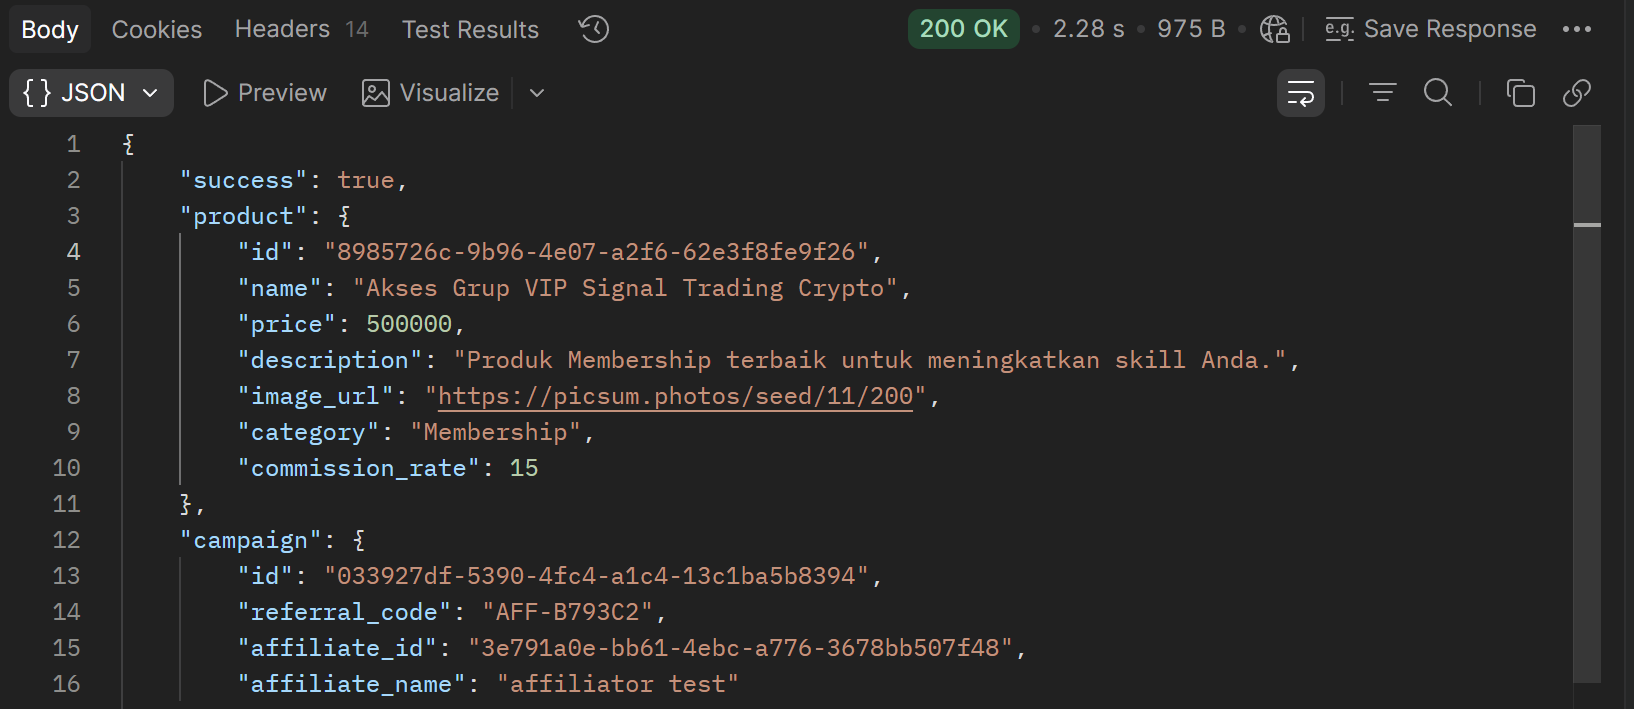 Body Cookies Headers 14 Test Results 200 OK • 2.28 s • 975 B • e.g. Save Response •••
{ } JSON Preview Visualize
1 {
2 "success": true,
3 "product": {
4 "id": "8985726c-9b96-4e07-a2f6-62e3f8fe9f26",
5 "name": "Akses Grup VIP Signal Trading Crypto",
6 "price": 500000,
7 "description": "Produk Membership terbaik untuk meningkatkan skill Anda.",
8 "image_url": "https://picsum.photos/seed/11/200",
9 "category": "Membership",
10 "commission_rate": 15
11 },
12 "campaign": {
13 "id": "033927df-5390-4fc4-a1c4-13c1ba5b8394",
14 "referral_code": "AFF-B793C2",
15 "affiliate_id": "3e791a0e-bb61-4ebc-a776-3678bb507f48",
16 "affiliate_name": "affiliator test"